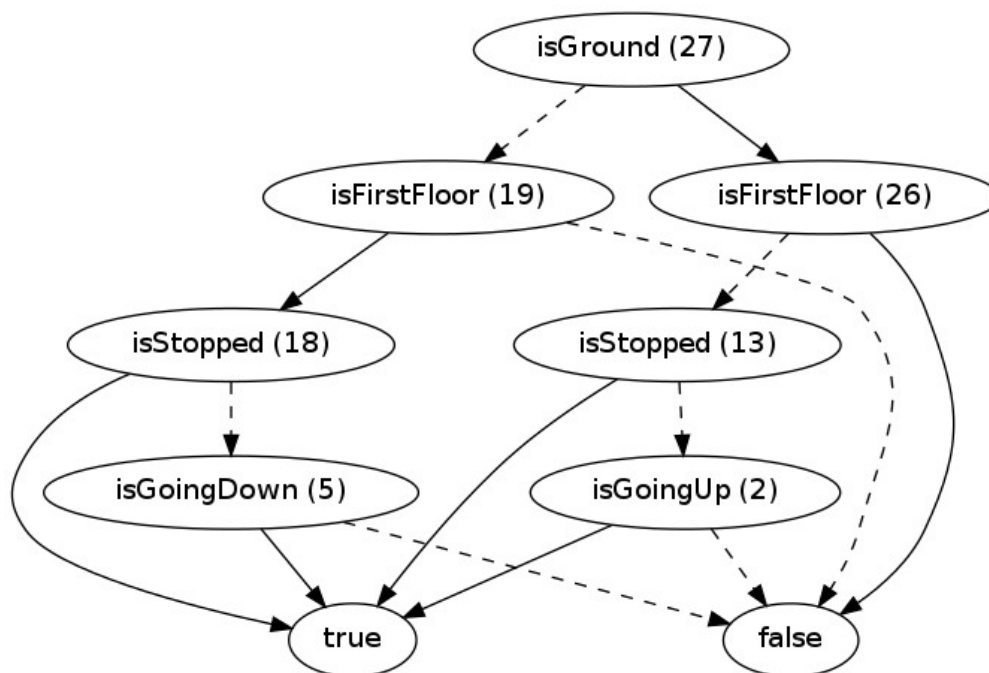 isGround (27)
isFirstFloor (19)
isFirstFloor (26)
isStopped (18)
isStopped (13)
isGoingDown (5)
isGoingUp (2)
true
false